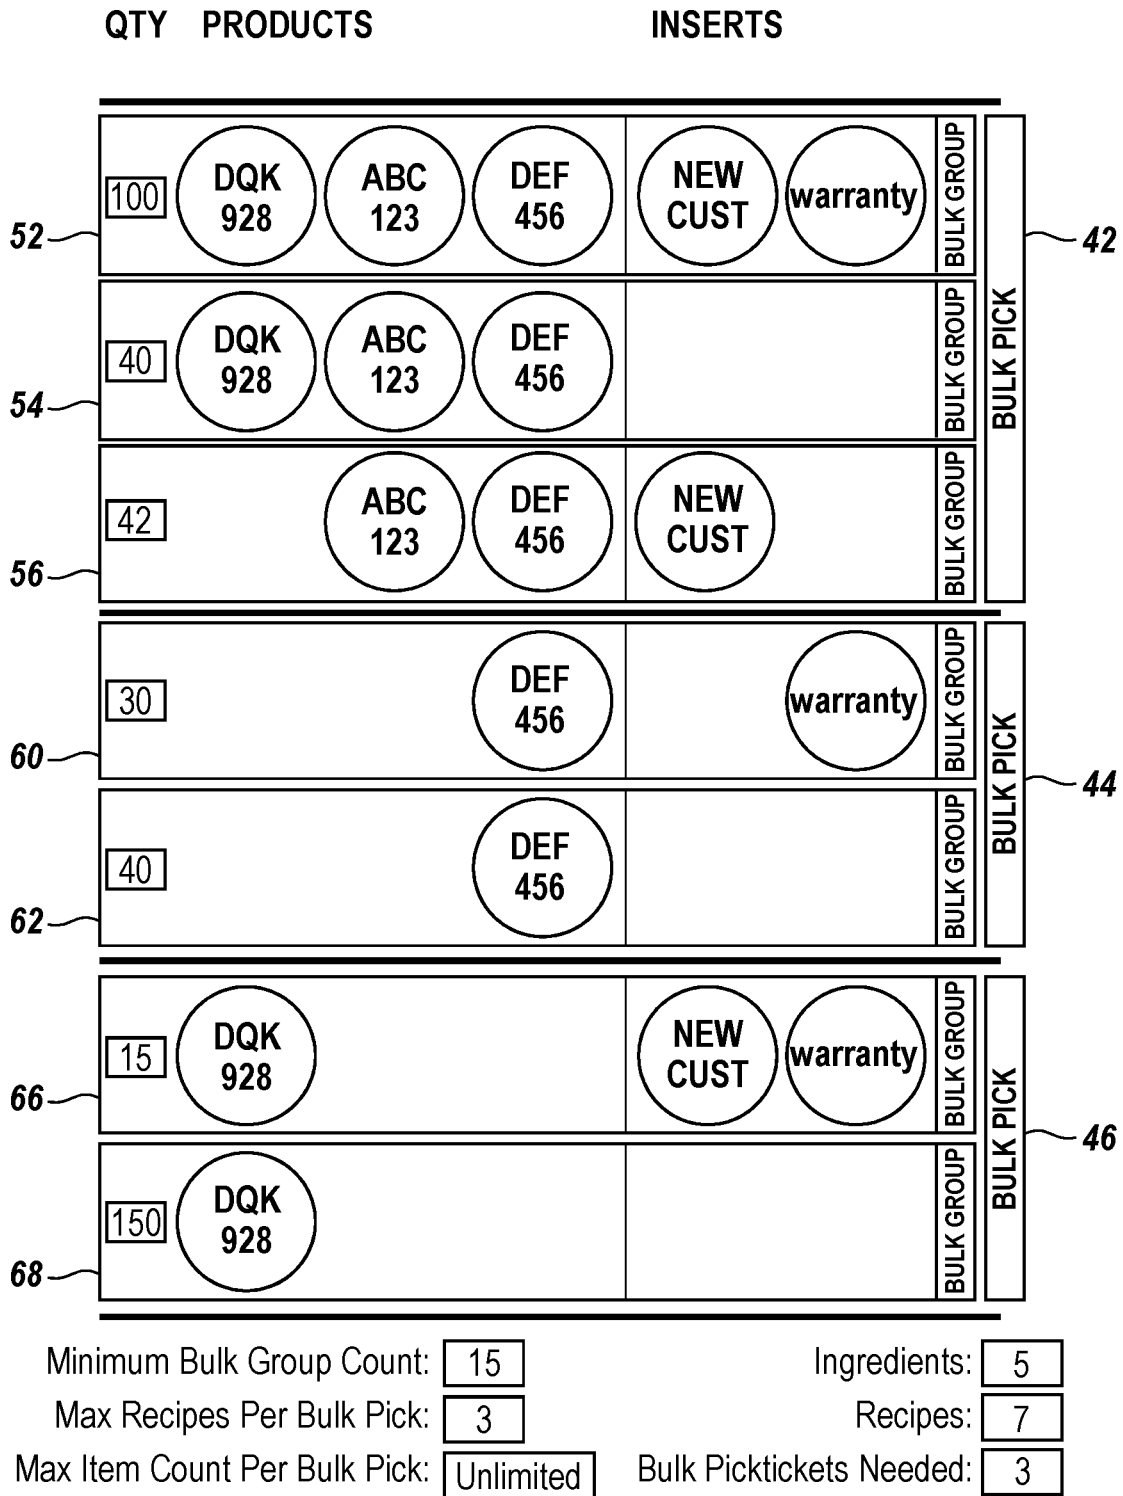 QTY PRODUCTS INSERTS
100 DQK 928 ABC 123 DEF 456 NEW CUST warranty BULK GROUP
52
42
40 DQK 928 ABC 123 DEF 456 BULK GROUP
54
BULK PICK
42 ABC 123 DEF 456 NEW CUST BULK GROUP
56
30 DEF 456 warranty BULK GROUP
60
BULK PICK
44
40 DEF 456 BULK GROUP
62
15 DQK 928 NEW CUST warranty BULK GROUP
66
BULK PICK
46
150 DQK 928 BULK GROUP
68
Minimum Bulk Group Count: 15 Ingredients: 5
Max Recipes Per Bulk Pick: 3 Recipes: 7
Max Item Count Per Bulk Pick: Unlimited Bulk Picktickets Needed: 3